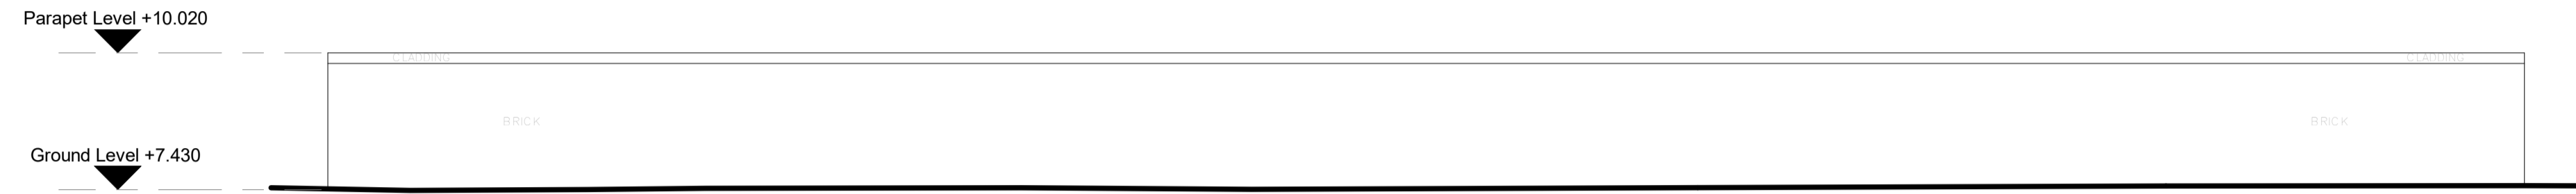 Parapet Level +10.020
CLADDING CLADDING
BRICK BRICK
Ground Level +7.430